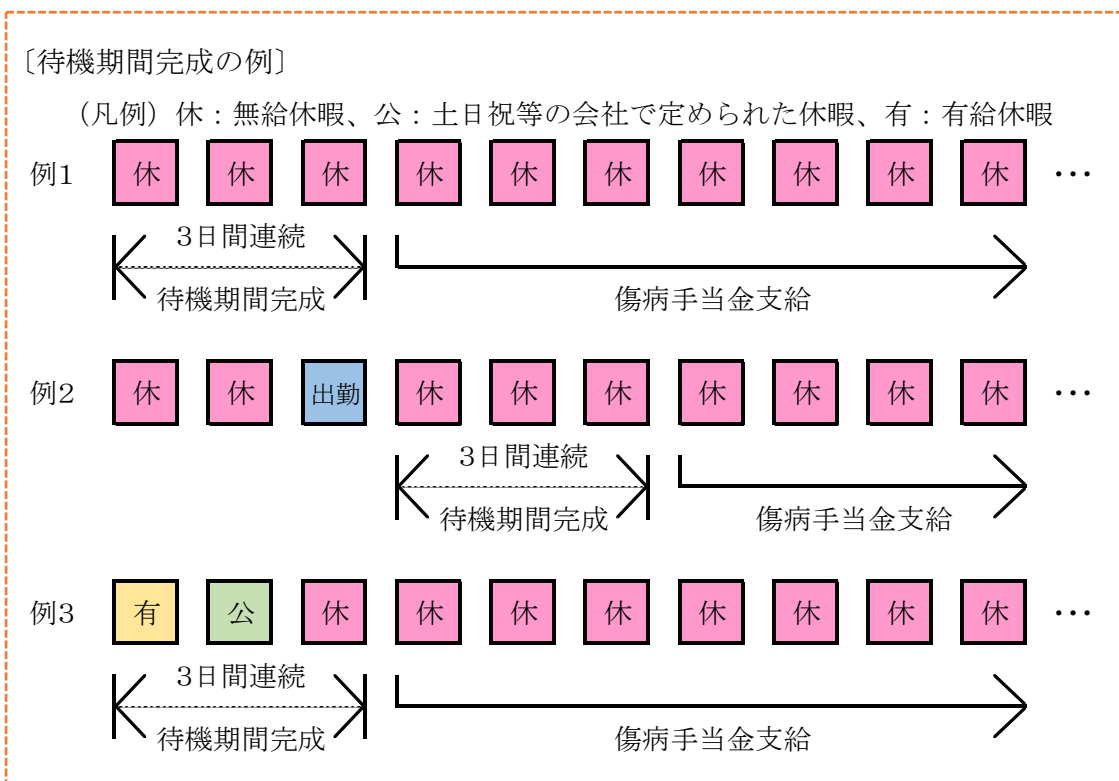 〔待機期間完成の例〕
（凡例）休：無給休暇、公：土日祝等の会社で定められた休暇、有：有給休暇
例1 休 休 休 休 休 休 休 休 休 休 …
3日間連続
待機期間完成 傷病手当金支給
例2 休 休 出勤 休 休 休 休 休 休 休 …
3日間連続
待機期間完成 傷病手当金支給
例3 有 公 休 休 休 休 休 休 休 休 …
3日間連続
待機期間完成 傷病手当金支給